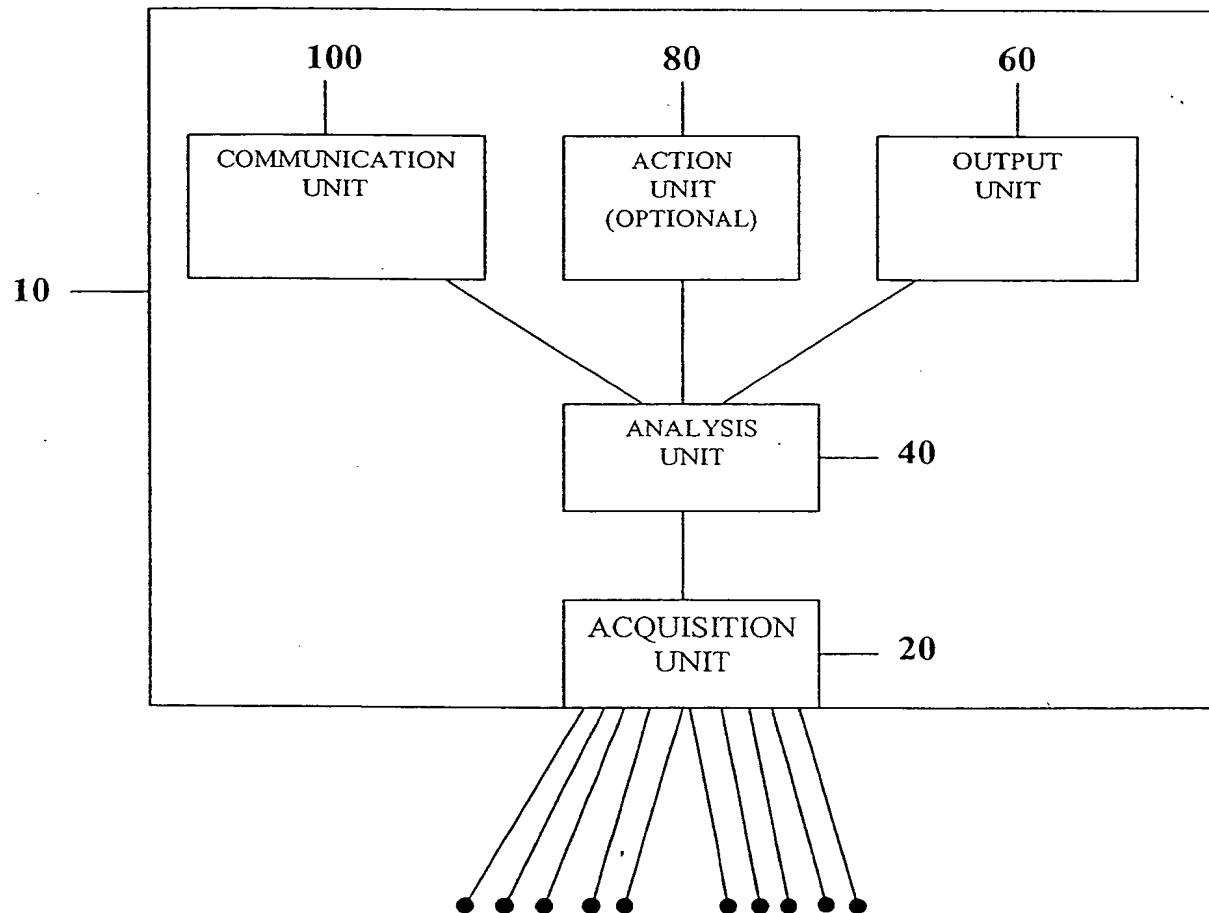 100
80
60
COMMUNICATION
UNIT
ACTION
UNIT
(OPTIONAL)
OUTPUT
UNIT
10
ANALYSIS
UNIT
40
ACQUISITION
UNIT
20